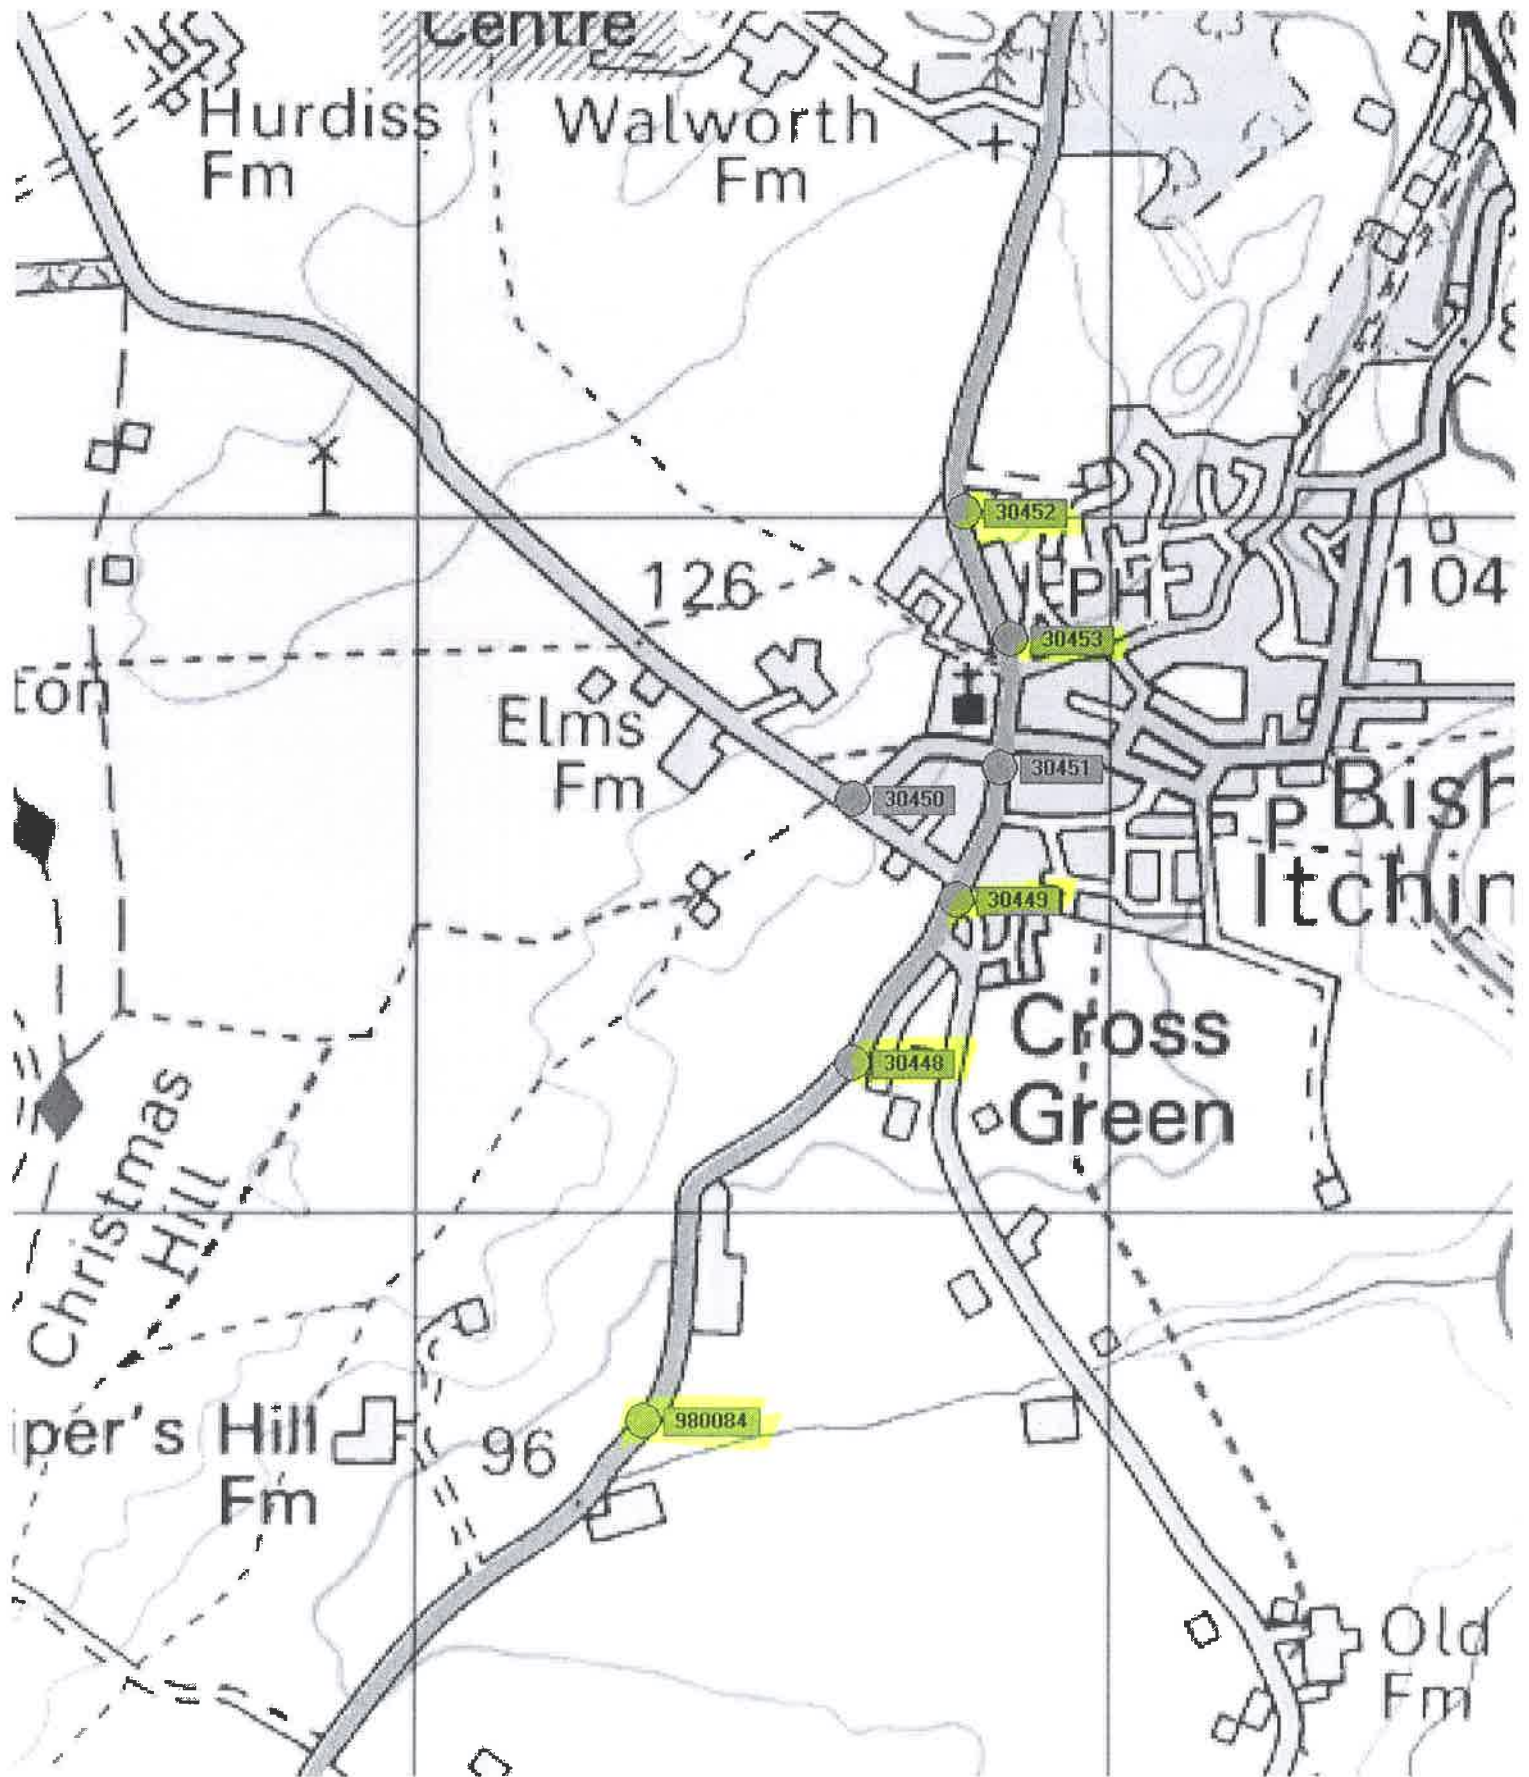 Centre
Hurdiss
Fm
Walworth
Fm
30452
126
PH
104
30453
ton
Elms
Fm
30451
30450
P
Bish
Itchin
30449
Cross
Green
30448
Christmas
Hill
980084
iper's Hill
Fm
96
Old
Fm